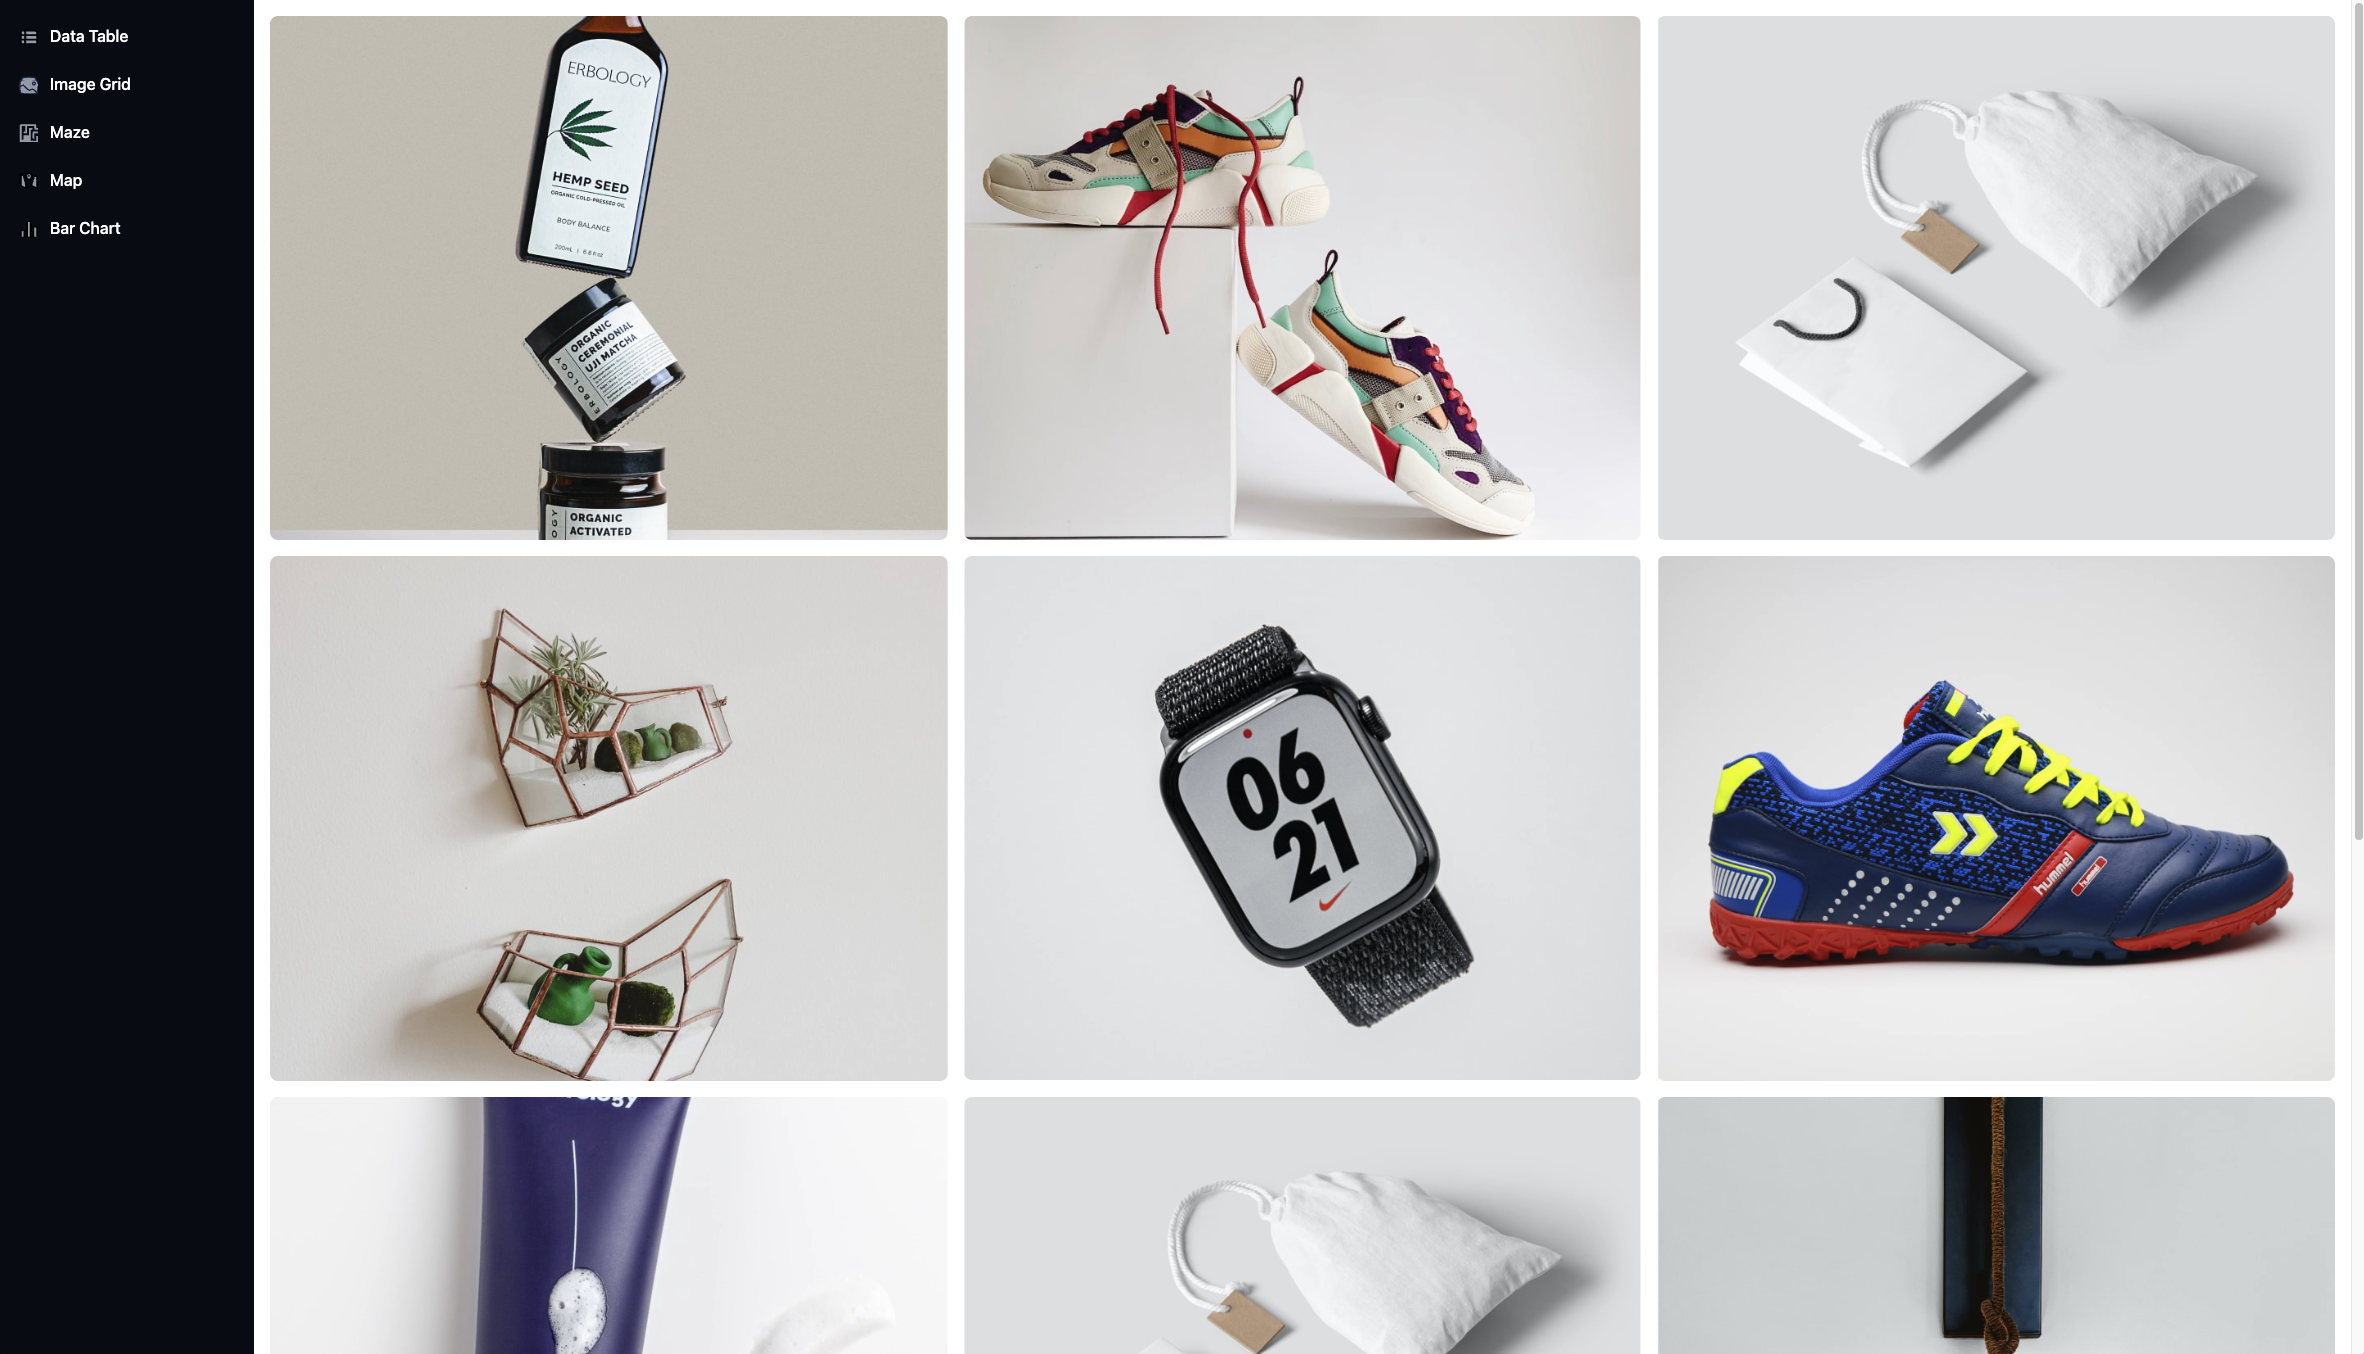 Data Table
Image Grid
Maze
Map
Bar Chart
ERBOLOGY
HEMP SEED
ORGANIC COLD-PRESSED OIL
BODY BALANCE
200mL | 6.8 fl oz
ERBOLOGY
ORGANIC
CEREMONIAL
UJI MATCHA
OGY
ORGANIC
ACTIVATED
06
21
hummel
hummel